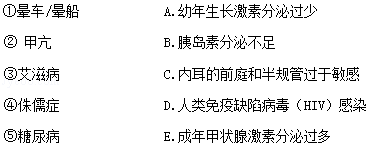 ①晕车/晕船 A.幼年生长激素分泌过少
② 甲亢 B.胰岛素分泌不足
③艾滋病 C.内耳的前庭和半规管过于敏感
④侏儒症 D.人类免疫缺陷病毒（HIV）感染
⑤糖尿病 E.成年甲状腺激素分泌过多